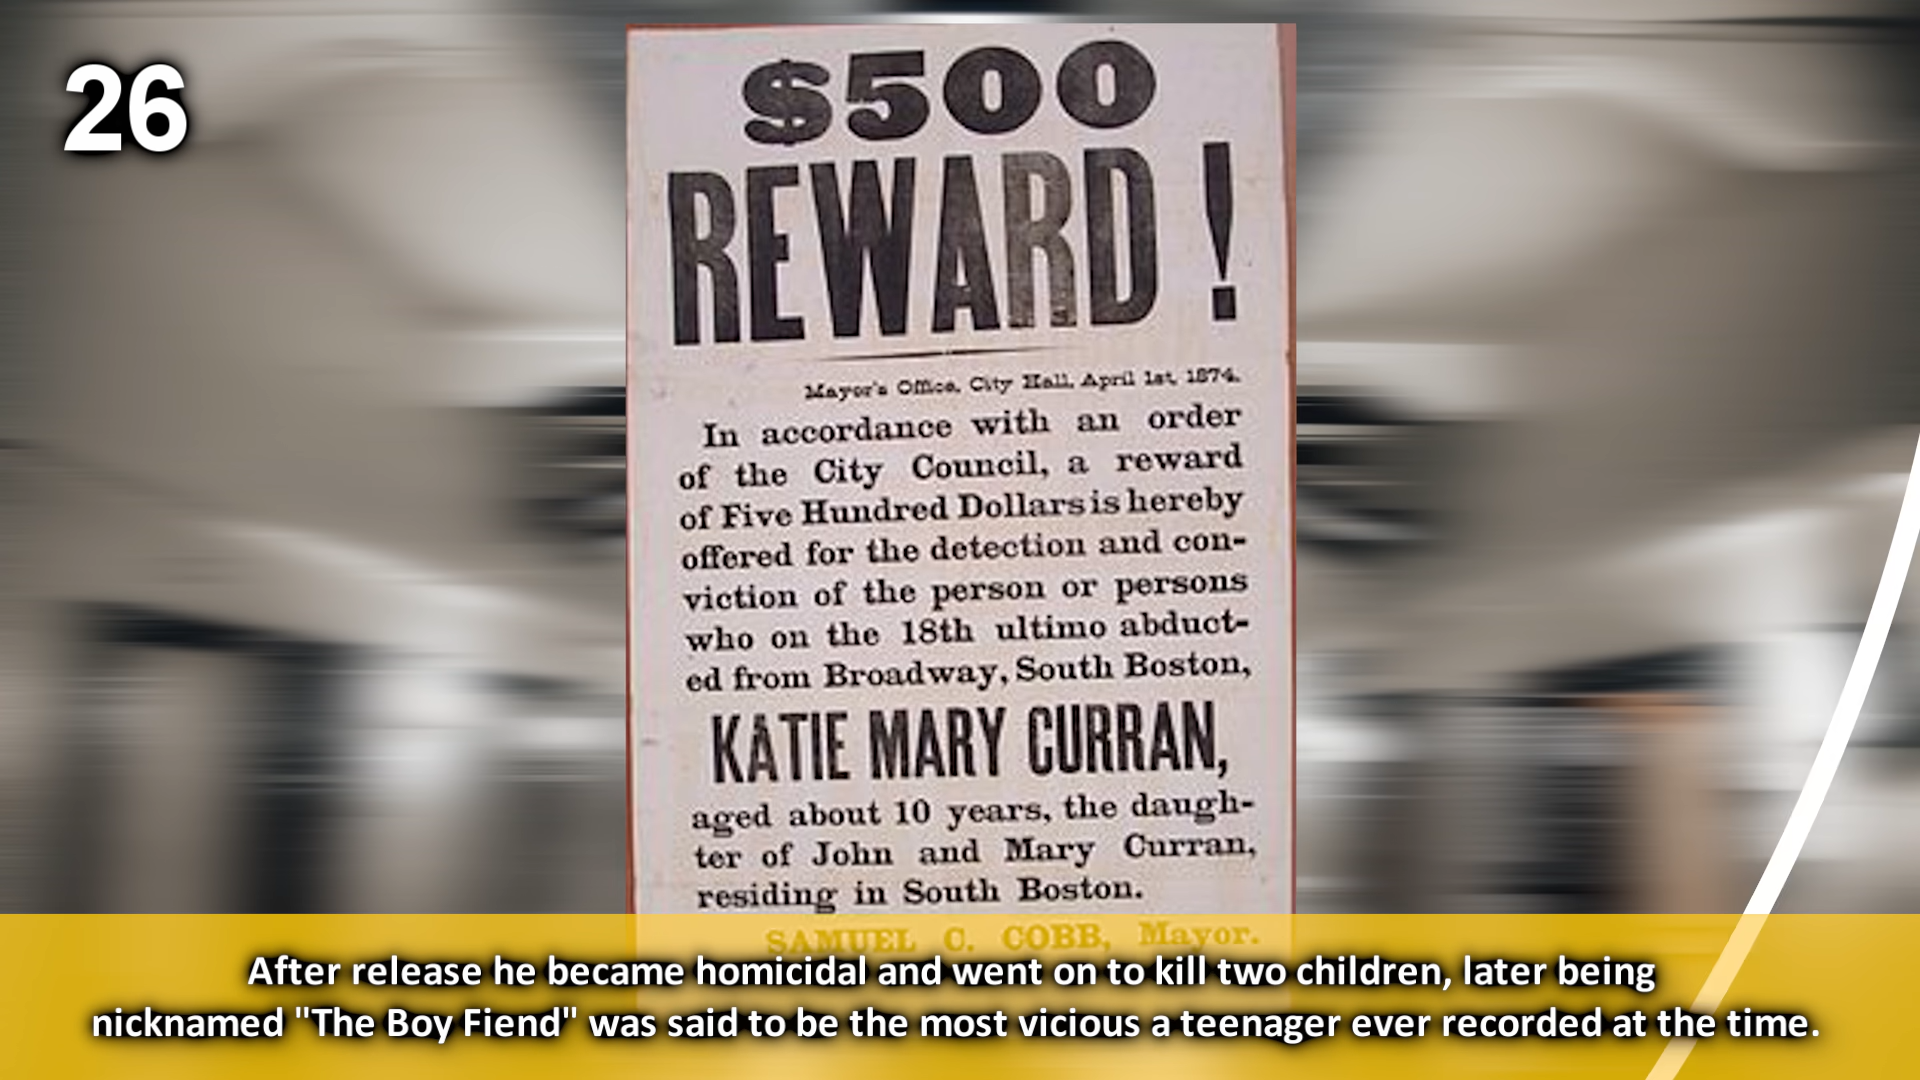 26
$500
REWARD!
Mayor's Office, City Hall, April 1st, 1874.
In accordance with an order
of the City Council, a reward
of Five Hundred Dollars is hereby
offered for the detection and con-
viction of the person or persons
who on the 18th ultimo abduct-
ed from Broadway, South Boston,
KATIE MARY CURRAN,
aged about 10 years, the daugh-
ter of John and Mary Curran,
residing in South Boston.
SAMUEL C. COBB, Mayor.
After release he became homicidal and went on to kill two children, later being
nicknamed "The Boy Fiend" was said to be the most vicious a teenager ever recorded at the time.